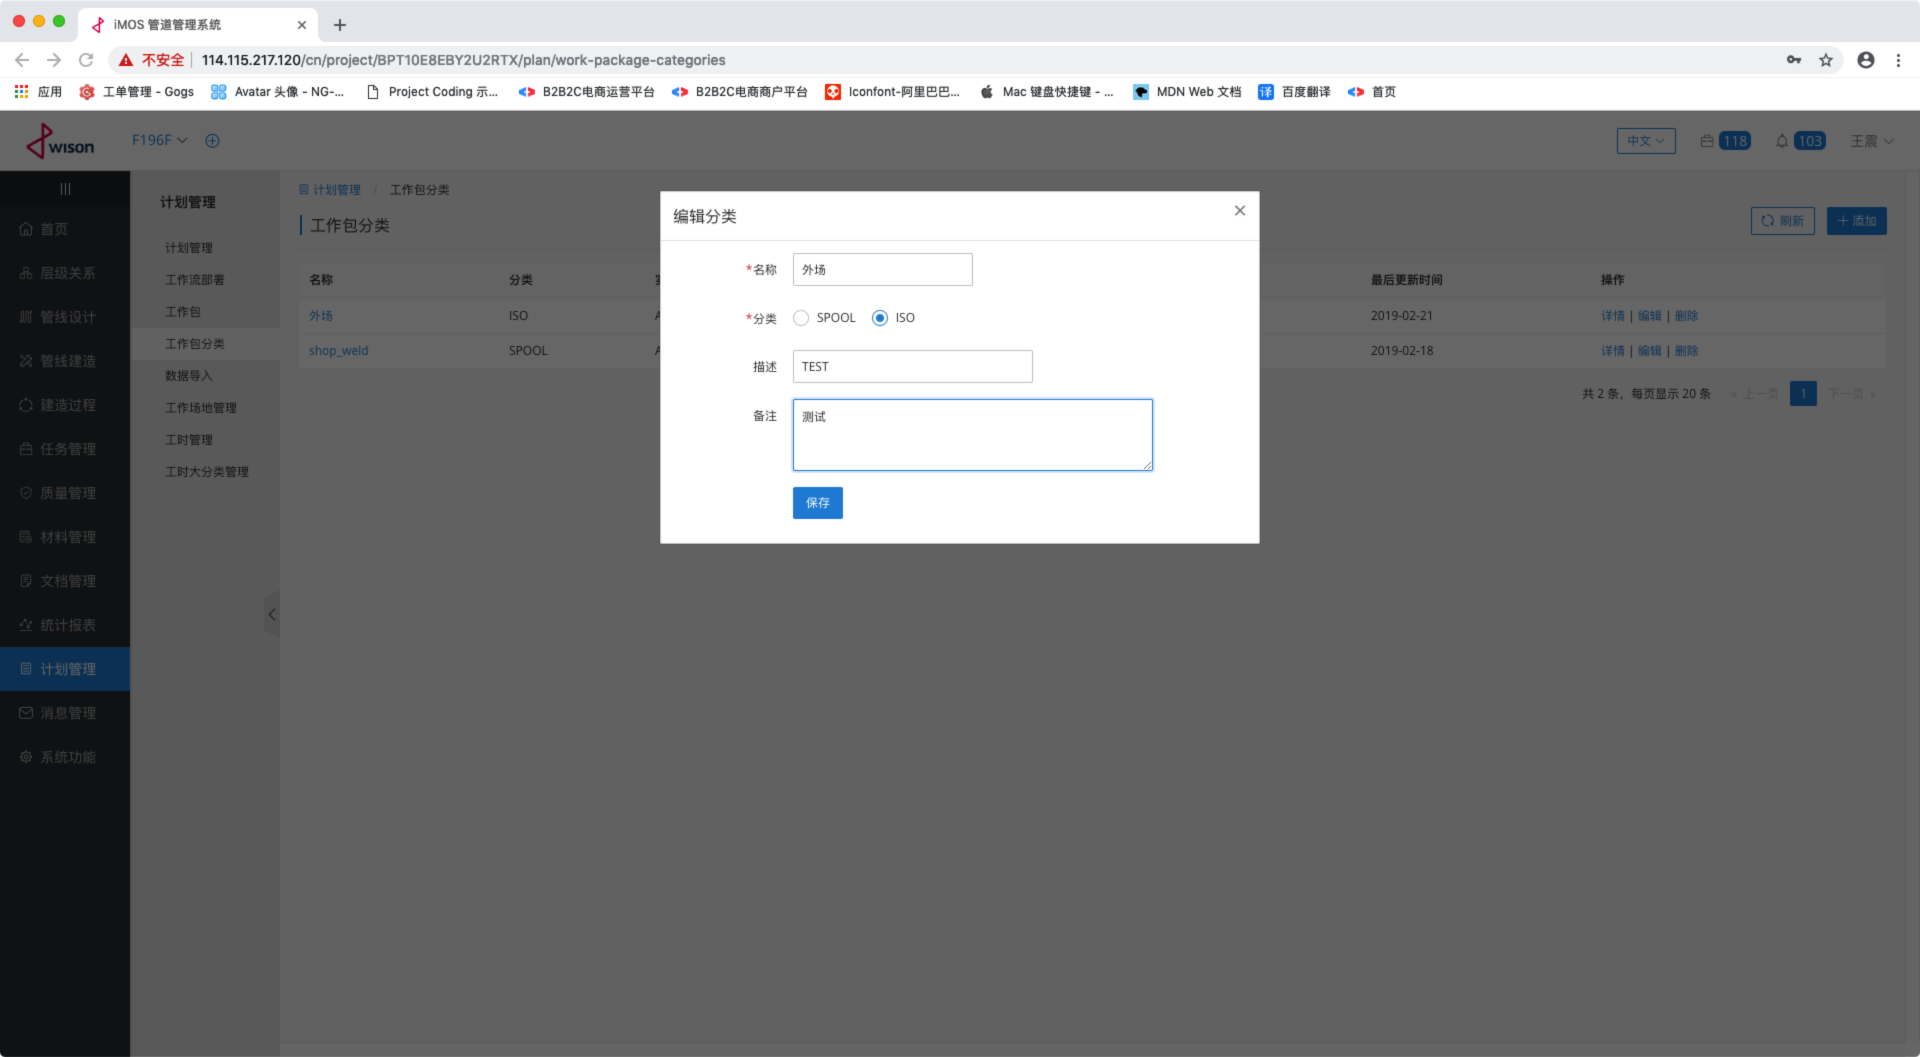 iMOS 管道管理系统
不安全 114.115.217.120/cn/project/BPT10E8EBY2U2RTX/plan/work-package-categories
应用 工单管理 - Gogs Avatar 头像 - NG-... Project Coding 示... B2B2C电商运营平台 B2B2C电商商户平台 Iconfont-阿里巴巴... Mac 键盘快捷键 - ... MDN Web 文档 译 百度翻译 首页
wison F196F 中文 118 103 王震
首页
层级关系
管线设计
管线建造
建造过程
任务管理
质量管理
材料管理
文档管理
统计报表
计划管理
消息管理
系统功能
计划管理
计划管理
工作流部署
工作包
工作包分类
数据导入
工作场地管理
工时管理
工时大分类管理
计划管理 / 工作包分类
工作包分类
刷新 添加
名称 分类 最后更新时间 操作
外场 ISO 2019-02-21 详情 | 编辑 | 删除
shop_weld SPOOL 2019-02-18 详情 | 编辑 | 删除
共 2 条，每页显示 20 条 « 上一页 1 下一页 »
编辑分类
*名称 外场
*分类 SPOOL ISO
描述 TEST
备注 测试
保存